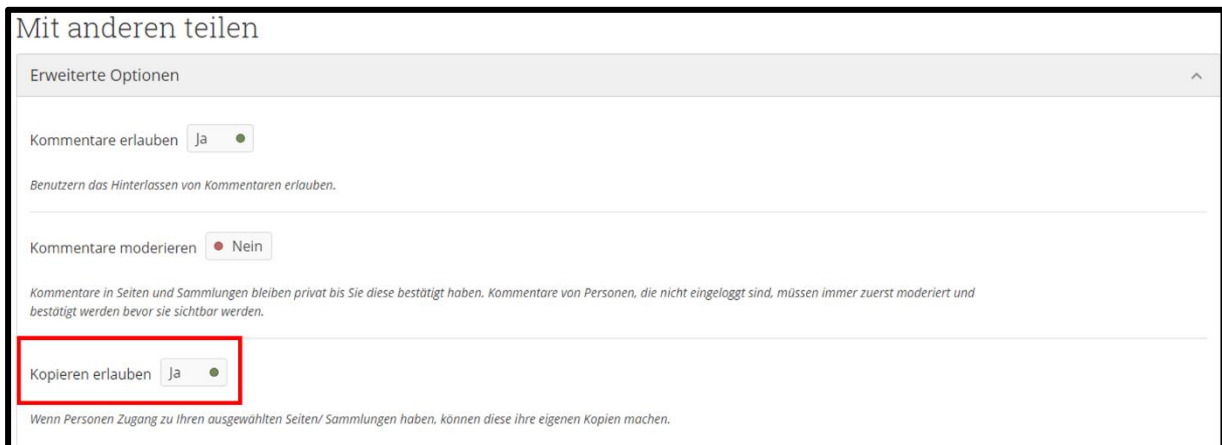 Mit anderen teilen
Erweiterte Optionen
Kommentare erlauben Ja
Benutzern das Hinterlassen von Kommentaren erlauben.
Kommentare moderieren Nein
Kommentare in Seiten und Sammlungen bleiben privat bis Sie diese bestätigt haben. Kommentare von Personen, die nicht eingeloggt sind, müssen immer zuerst moderiert und
bestätigt werden bevor sie sichtbar werden.
Kopieren erlauben Ja
Wenn Personen Zugang zu Ihren ausgewählten Seiten/ Sammlungen haben, können diese ihre eigenen Kopien machen.